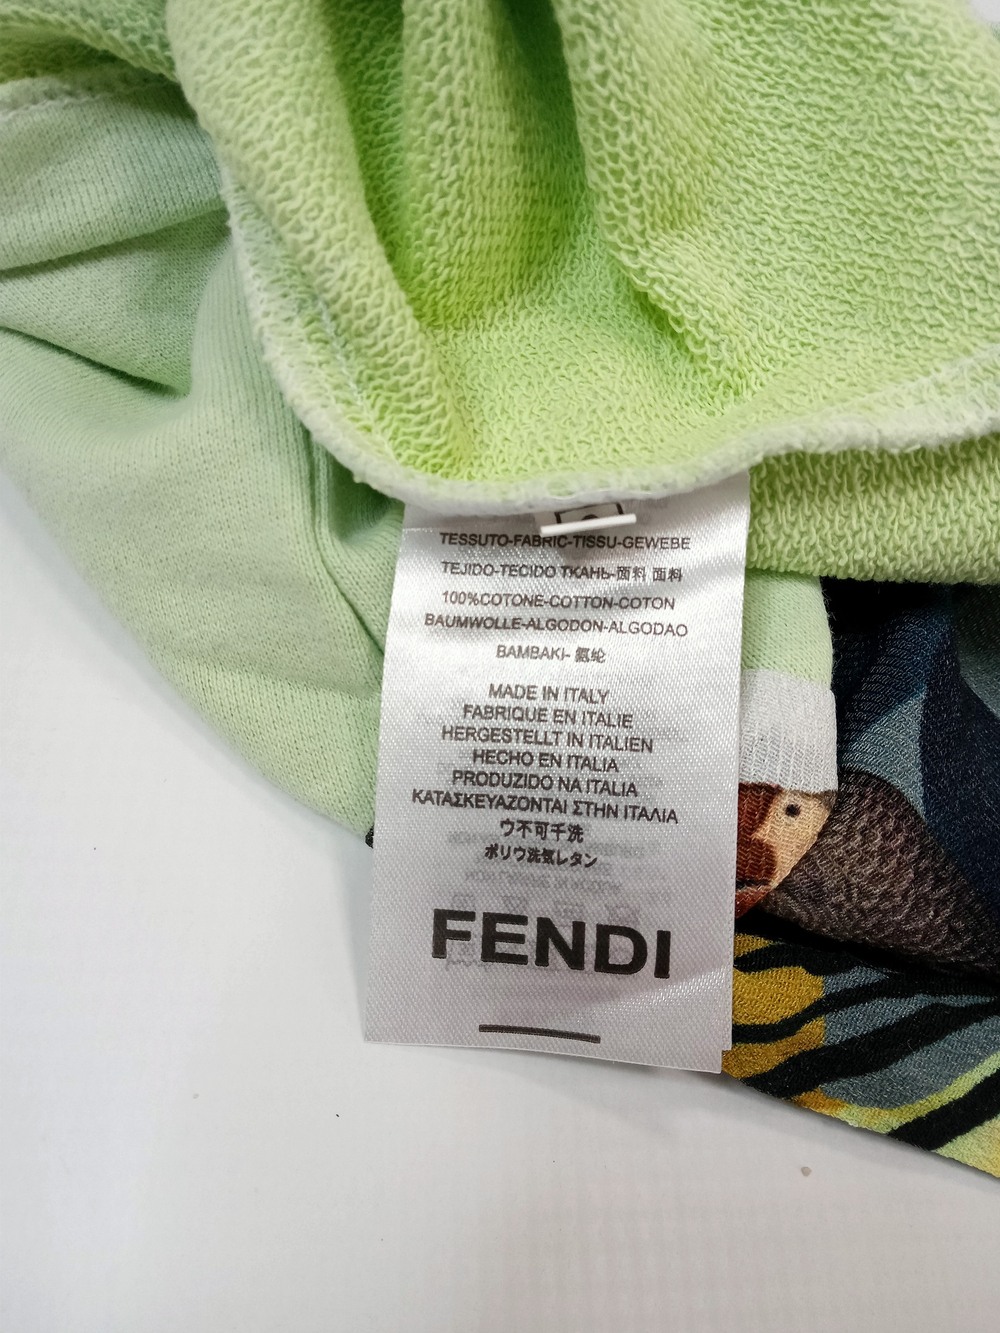 TESSUTO-FABRIC-TISSU-GEWEBE
TEJIDO-TECIDO ТКАНЬ-面料 面料
100%COTONE-COTTON-COTON
BAUMWOLLE-ALGODON-ALGODAO
BAMBAKI- 氨纶
MADE IN ITALY
FABRIQUE EN ITALIE
HERGESTELLT IN ITALIEN
HECHO EN ITALIA
PRODUZIDO NA ITALIA
ΚΑΤΑΣΚΕΥΑΖΟΝΤΑΙ ΣΤΗΝ ΙΤΑΛΙΑ
ウ不可干洗
ポリウ洗気レタン
FENDI